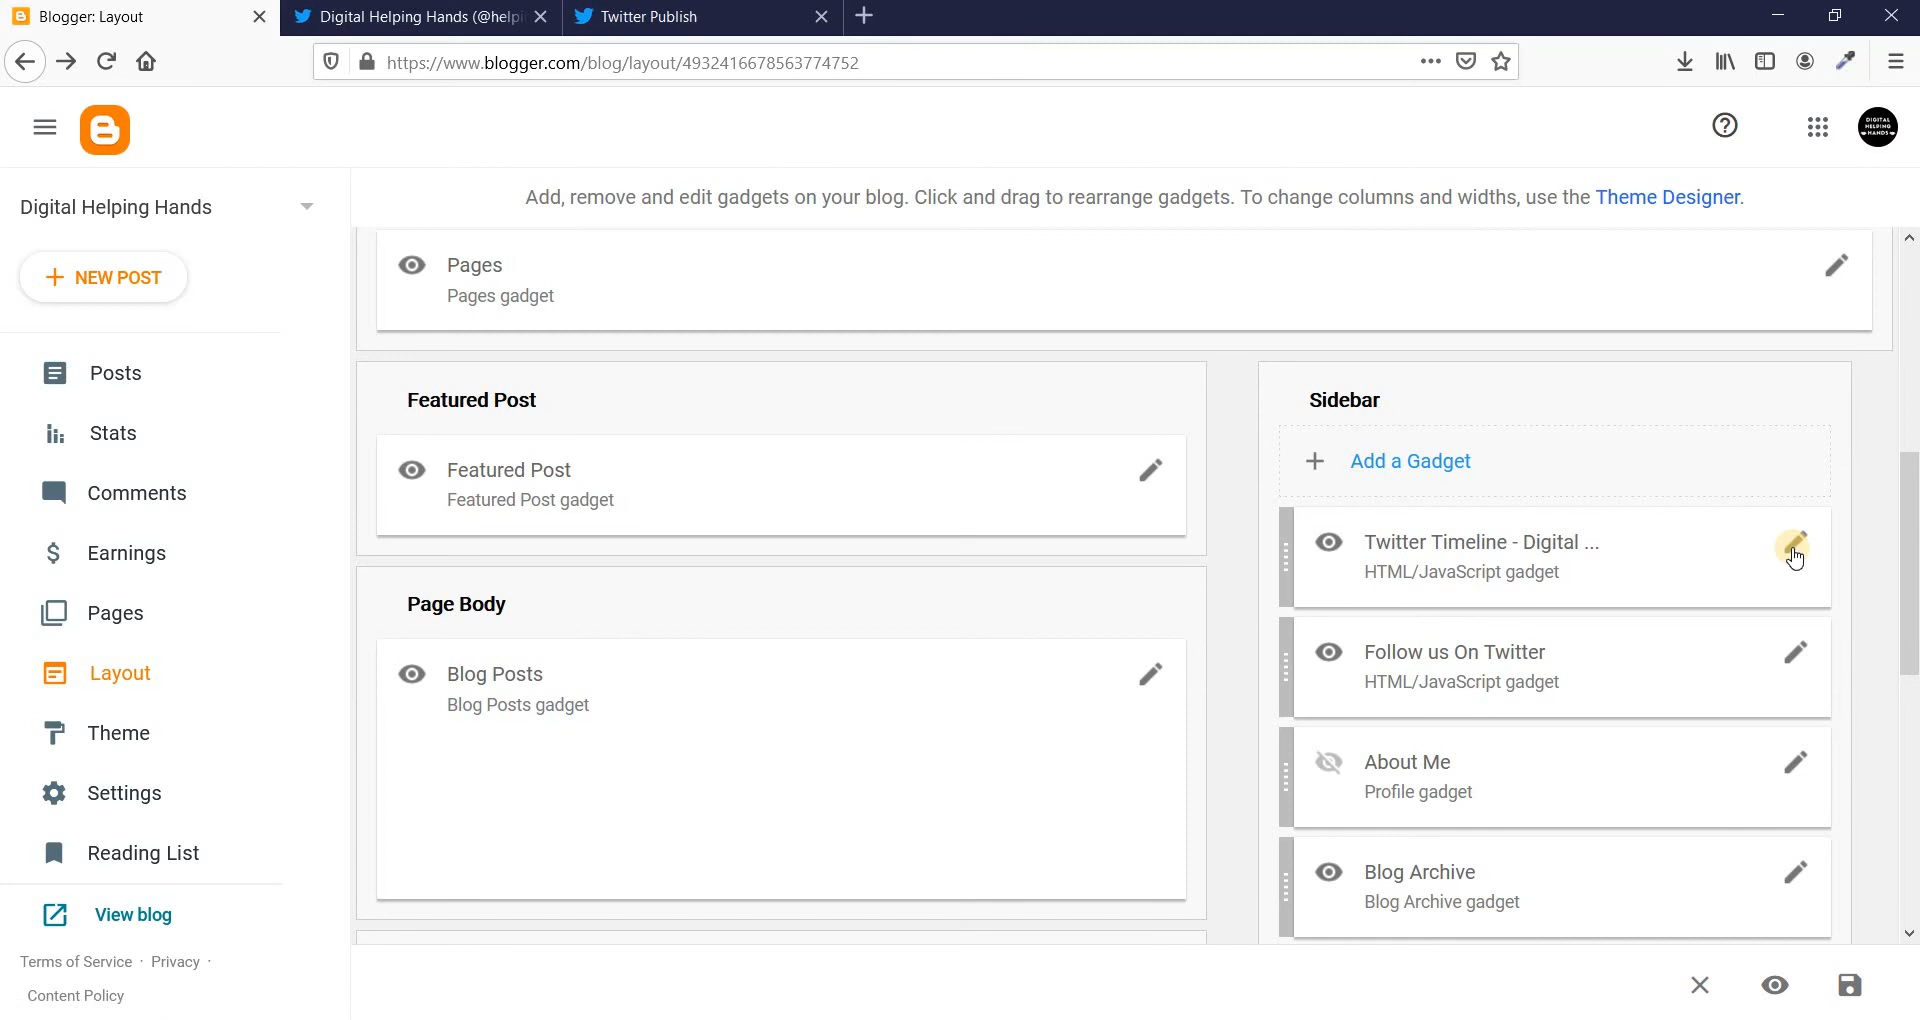 Blogger: Layout
Digital Helping Hands (@helpi
Twitter Publish
https://www.blogger.com/blog/layout/4932416678563774752
DIGITAL
HELPING
HANDS
Digital Helping Hands
Add, remove and edit gadgets on your blog. Click and drag to rearrange gadgets. To change columns and widths, use the Theme Designer.
NEW POST
Posts
Stats
Comments
Earnings
Pages
Layout
Theme
Settings
Reading List
View blog
Terms of Service · Privacy ·
Content Policy
Pages
Pages gadget
Featured Post
Featured Post
Featured Post gadget
Page Body
Blog Posts
Blog Posts gadget
Sidebar
Add a Gadget
Twitter Timeline - Digital ...
HTML/JavaScript gadget
Follow us On Twitter
HTML/JavaScript gadget
About Me
Profile gadget
Blog Archive
Blog Archive gadget